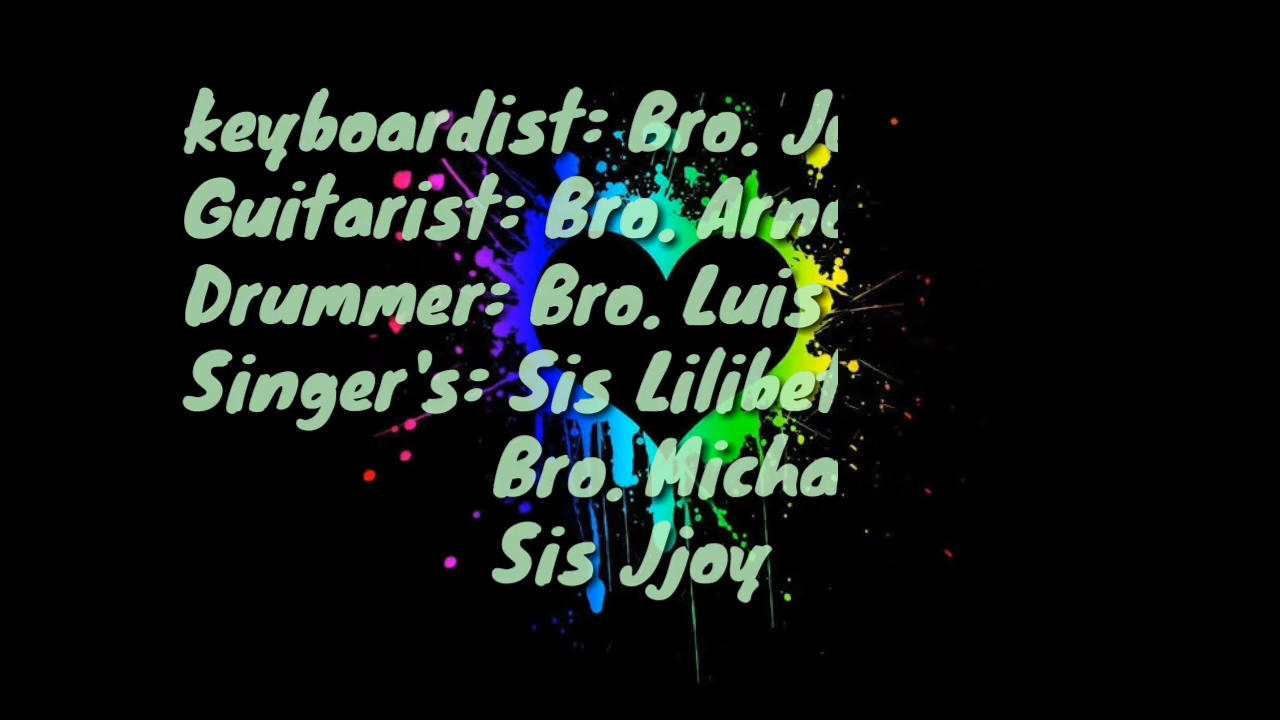 keyboardist: Bro.
Guitarist: Bro.
Drummer: Bro. Luis
Singer's: Sis
Bro.
Sis Jjoy